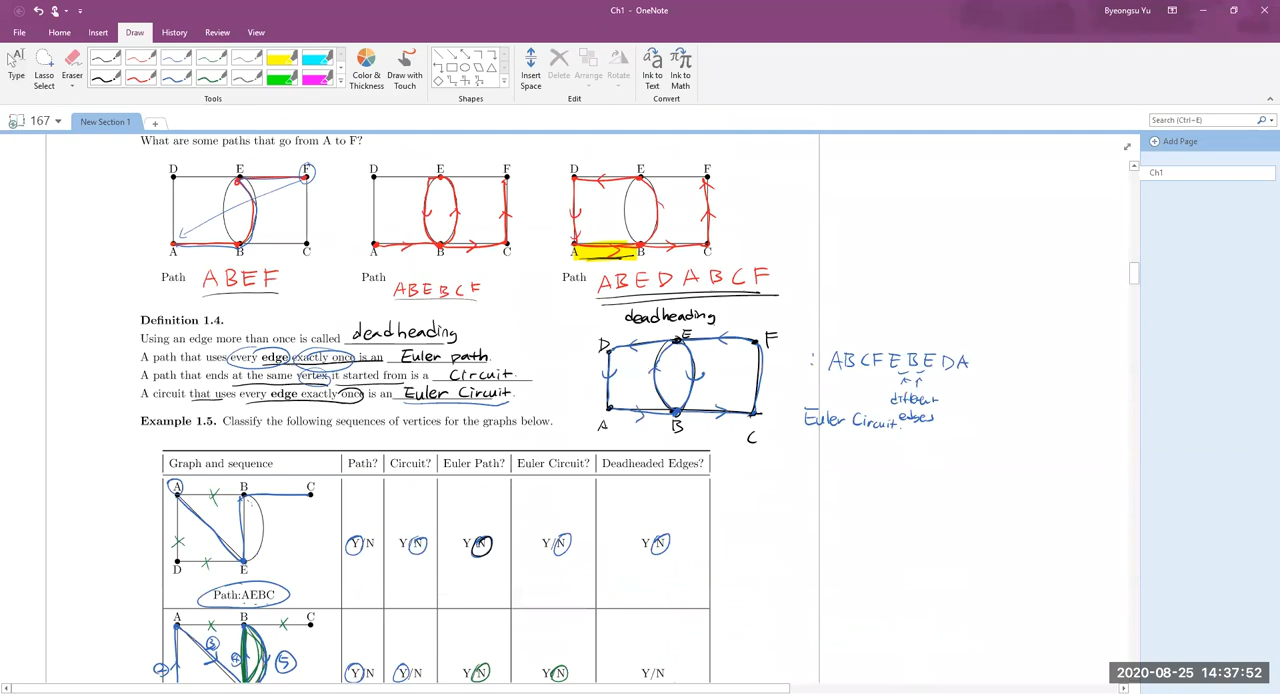 Ch1 - OneNote
Byeongsu Yu
File Home Insert Draw History Review View
Type
Lasso Select
Eraser
Color & Thickness
Draw with Touch
Insert Space
Delete
Arrange
Rotate
Ink to Text
Ink to Math
Tools
Shapes
Edit
Convert
167
New Section 1
Search (Ctrl+E)
Add Page
Ch1
What are some paths that go from A to F?
D E F D E F D E F
A B C A B C A B C
Path A B E F Path A B E B C F Path A B E D A B C F
deadheading
Definition 1.4.
Using an edge more than once is called deadheading
A path that uses every edge exactly once is an Euler path.
A path that ends at the same vertex it started from is a Circuit.
A circuit that uses every edge exactly once is an Euler Circuit.
D E F
A B C
: A B C F E B E D A
different edges
Euler Circuit.
Example 1.5. Classify the following sequences of vertices for the graphs below.
Graph and sequence Path? Circuit? Euler Path? Euler Circuit? Deadheaded Edges?
A B C
Y/N Y/N Y/N Y/N Y/N
D E
Path:AEBC
A B C
③ ④ ⑤
Y/N Y/N Y/N Y/N Y/N
2020-08-25 14:37:52